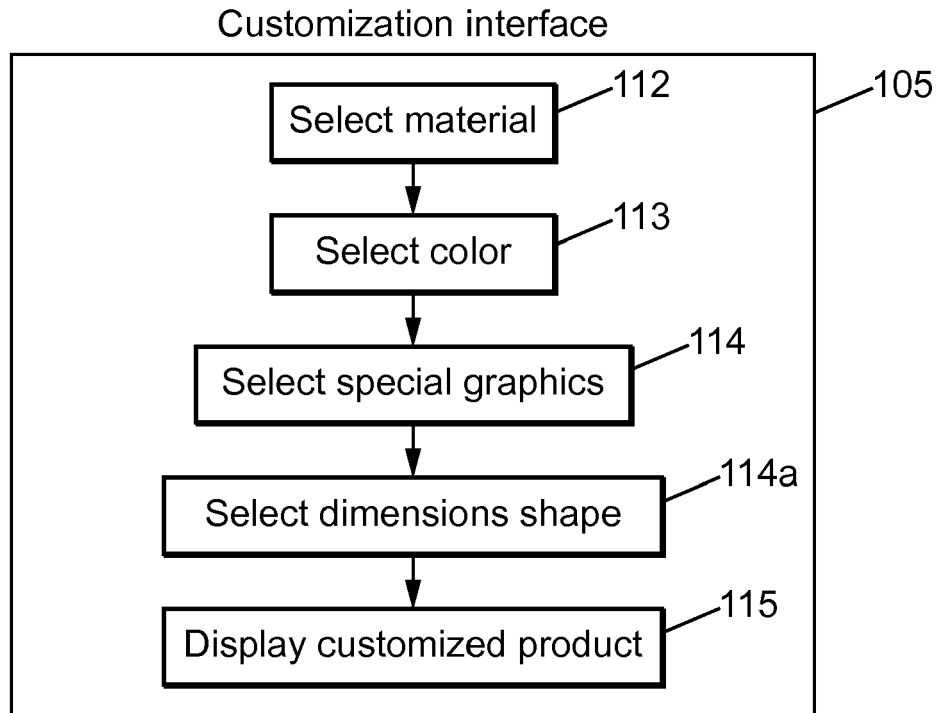 Customization interface
105
Select material
112
Select color
113
Select special graphics
114
Select dimensions shape
114a
Display customized product
115